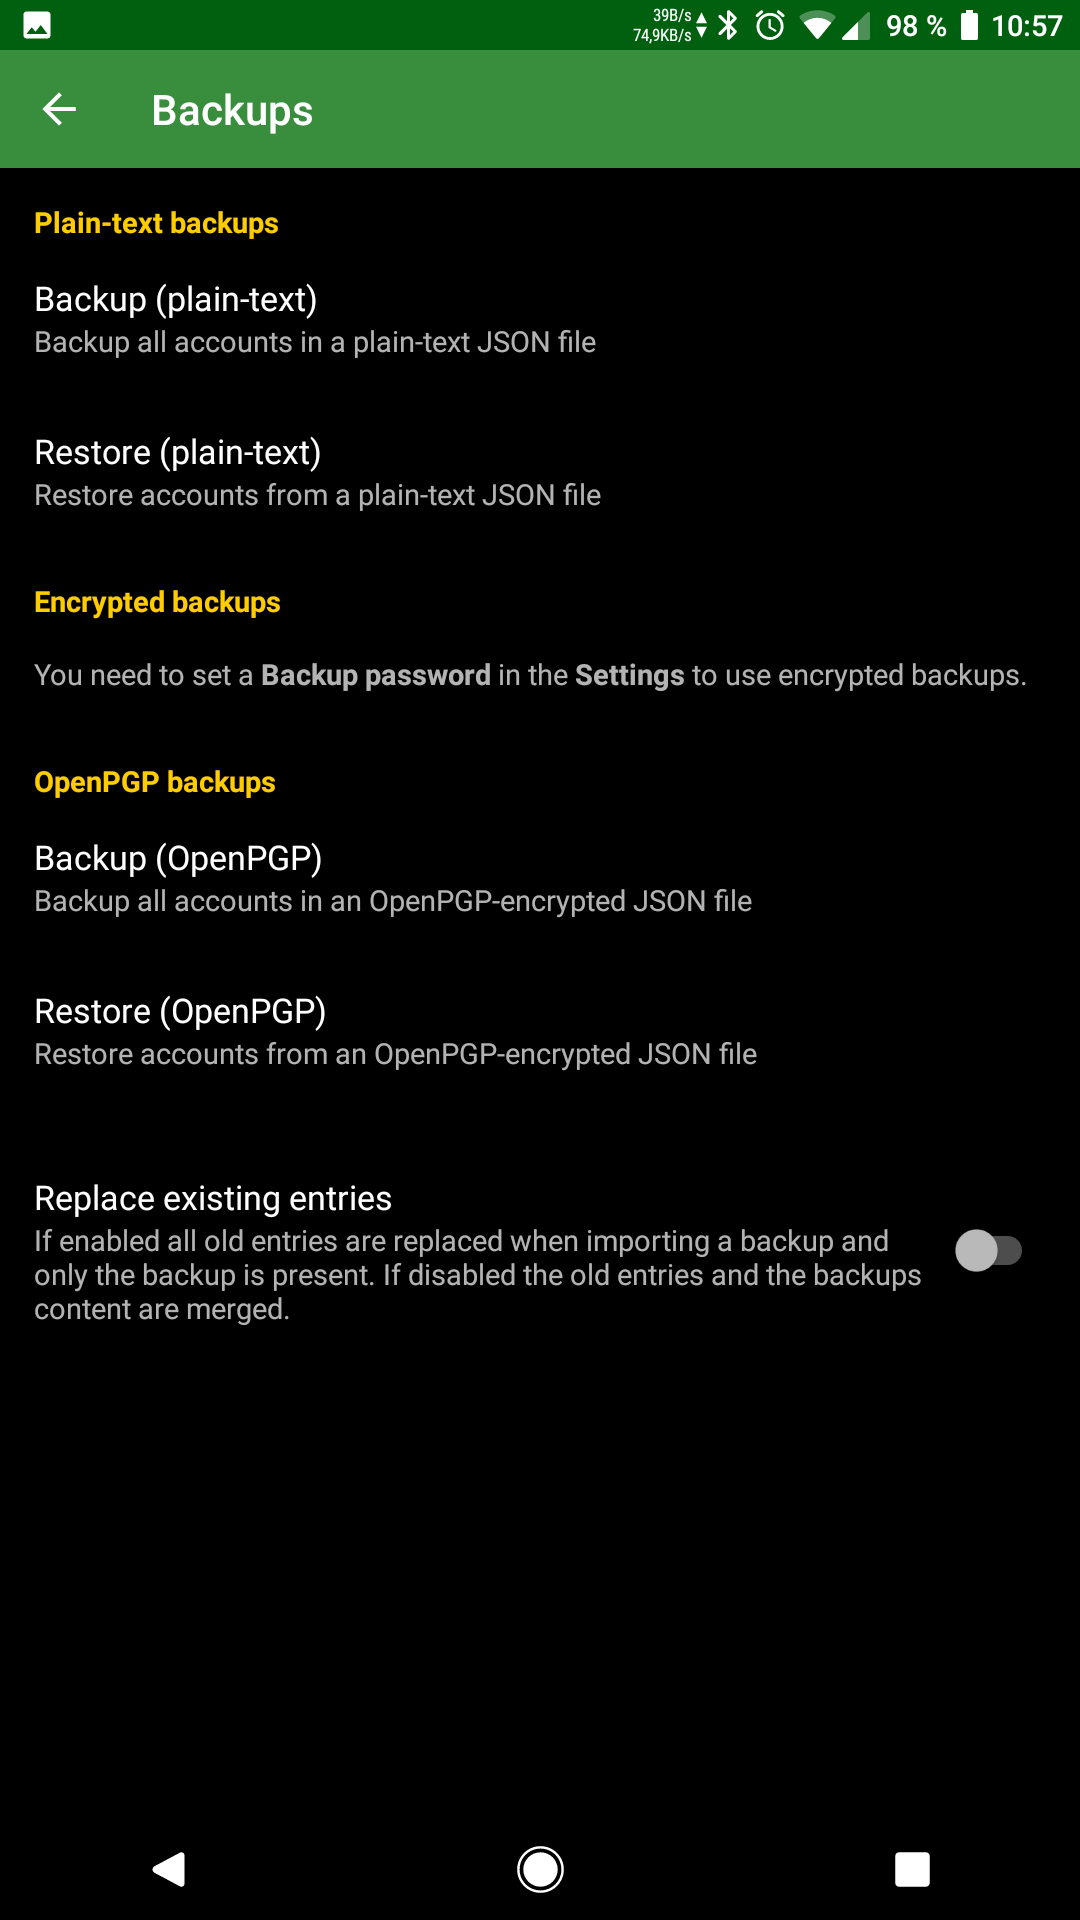 39B/s
74,9KB/s
98 %
10:57
Backups
Plain-text backups
Backup (plain-text)
Backup all accounts in a plain-text JSON file
Restore (plain-text)
Restore accounts from a plain-text JSON file
Encrypted backups
You need to set a Backup password in the Settings to use encrypted backups.
OpenPGP backups
Backup (OpenPGP)
Backup all accounts in an OpenPGP-encrypted JSON file
Restore (OpenPGP)
Restore accounts from an OpenPGP-encrypted JSON file
Replace existing entries
If enabled all old entries are replaced when importing a backup and
only the backup is present. If disabled the old entries and the backups
content are merged.